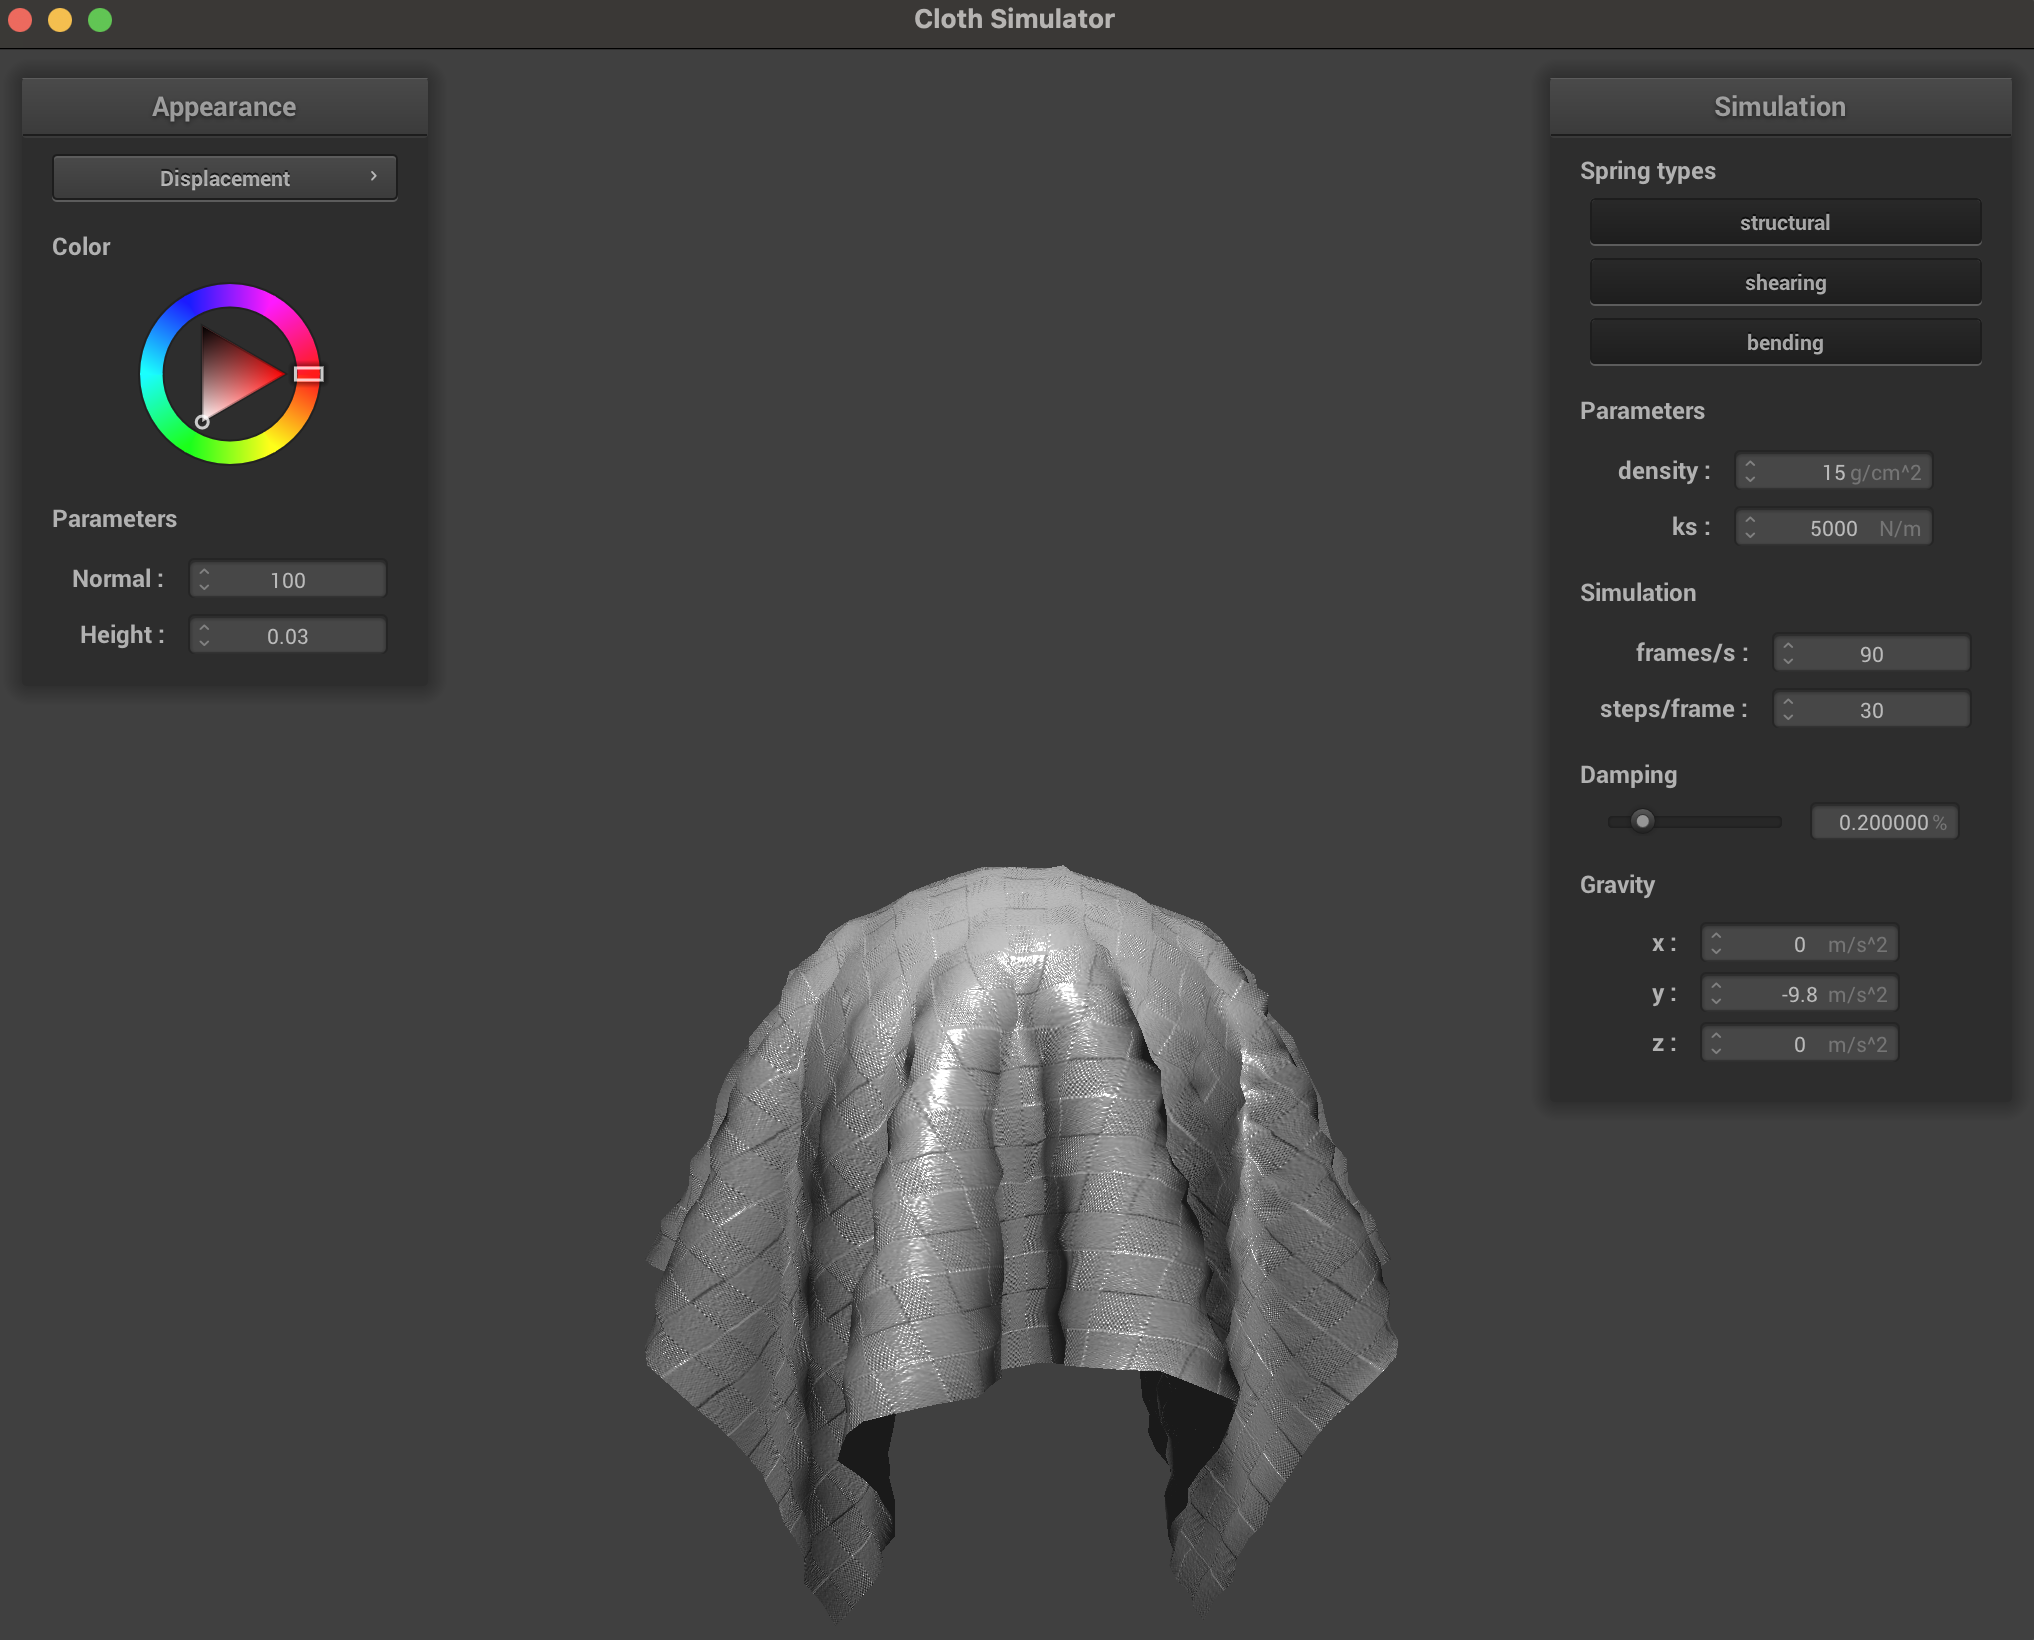 Cloth Simulator
Appearance
Displacement
Color
Parameters
Normal : 100
Height : 0.03
Simulation
Spring types
structural
shearing
bending
Parameters
density : 15 g/cm^2
ks : 5000 N/m
Simulation
frames/s : 90
steps/frame : 30
Damping
0.200000 %
Gravity
x : 0 m/s^2
y : -9.8 m/s^2
z : 0 m/s^2